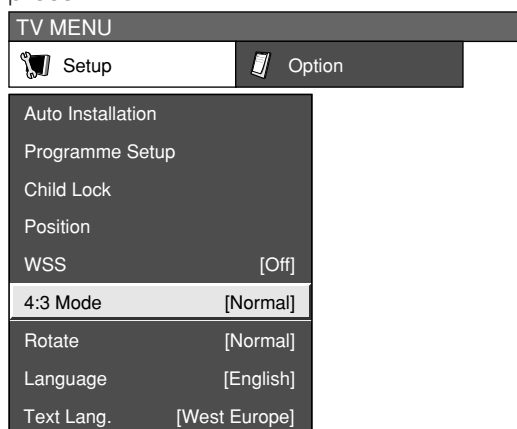 TV MENU
Setup Option
Auto Installation
Programme Setup
Child Lock
Position
WSS [Off]
4:3 Mode [Normal]
Rotate [Normal]
Language [English]
Text Lang. [West Europe]